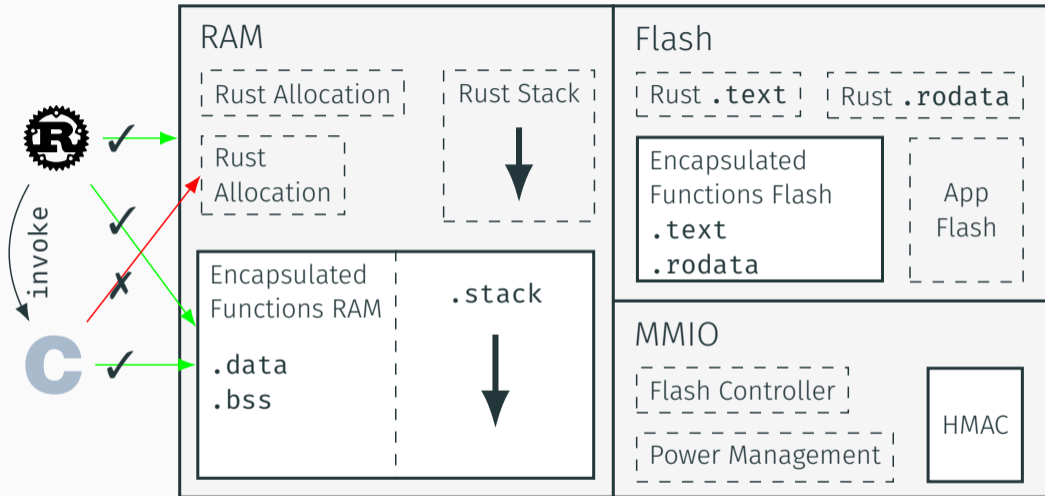 RAM
Rust Allocation
Rust Stack
Rust
Allocation
R
✓
✓
invoke
✗
C
✓
Encapsulated
Functions RAM
.data
.bss
.stack
Flash
Rust .text
Rust .rodata
Encapsulated
Functions Flash
.text
.rodata
App
Flash
MMIO
Flash Controller
Power Management
HMAC